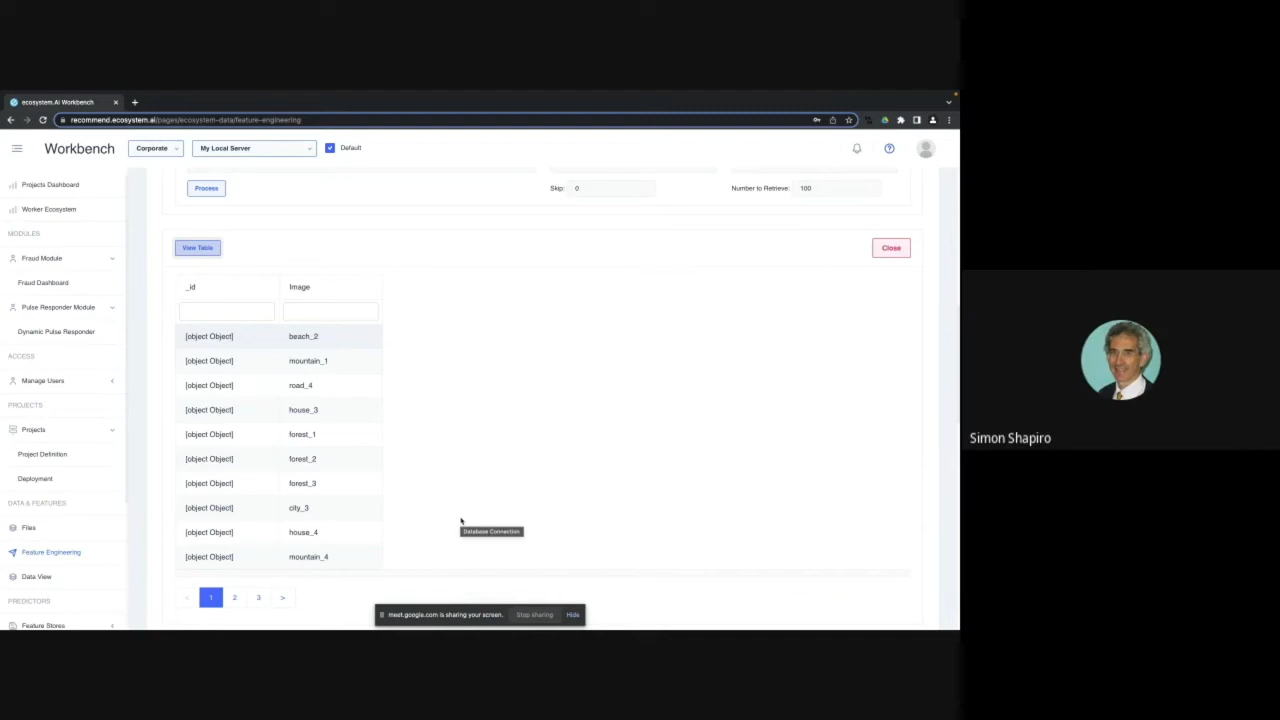 ecosystem.Ai Workbench
recommend.ecosystem.ai/pages/ecosystem-data/feature-engineering
Workbench
Corporate
My Local Server
Default
Projects Dashboard
Worker Ecosystem
MODULES
Fraud Module
Fraud Dashboard
Pulse Responder Module
Dynamic Pulse Responder
ACCESS
Manage Users
PROJECTS
Projects
Project Definition
Deployment
DATA & FEATURES
Files
Feature Engineering
Data View
PREDICTORS
Feature Stores
Process
Skip: 0
Number to Retrieve: 100
View Table
Close
_id Image
[object Object] beach_2
[object Object] mountain_1
[object Object] road_4
[object Object] house_3
[object Object] forest_1
[object Object] forest_2
[object Object] forest_3
[object Object] city_3
[object Object] house_4
[object Object] mountain_4
Database Connection
< 1 2 3 >
meet.google.com is sharing your screen. Stop sharing Hide
Simon Shapiro